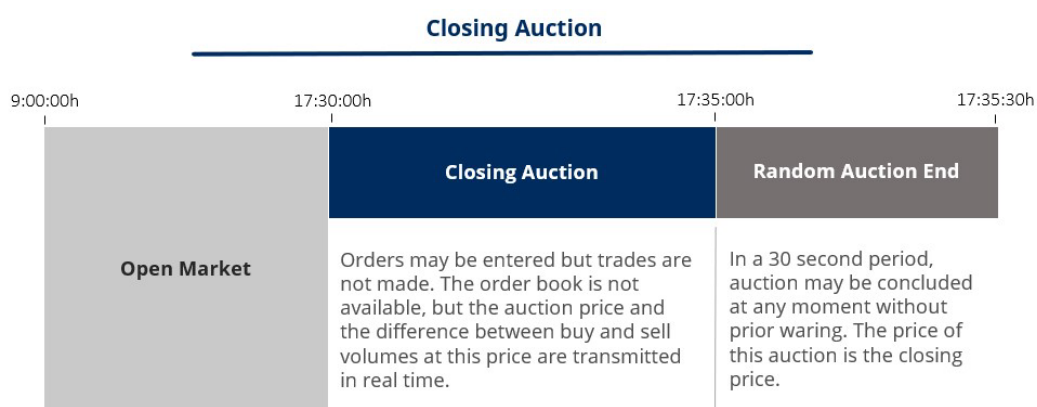 Closing Auction
9:00:00h
17:30:00h
17:35:00h
17:35:30h
Open Market
Closing Auction
Random Auction End
Orders may be entered but trades are
not made. The order book is not
available, but the auction price and
the difference between buy and sell
volumes at this price are transmitted
in real time.
In a 30 second period,
auction may be concluded
at any moment without
prior waring. The price of
this auction is the closing
price.